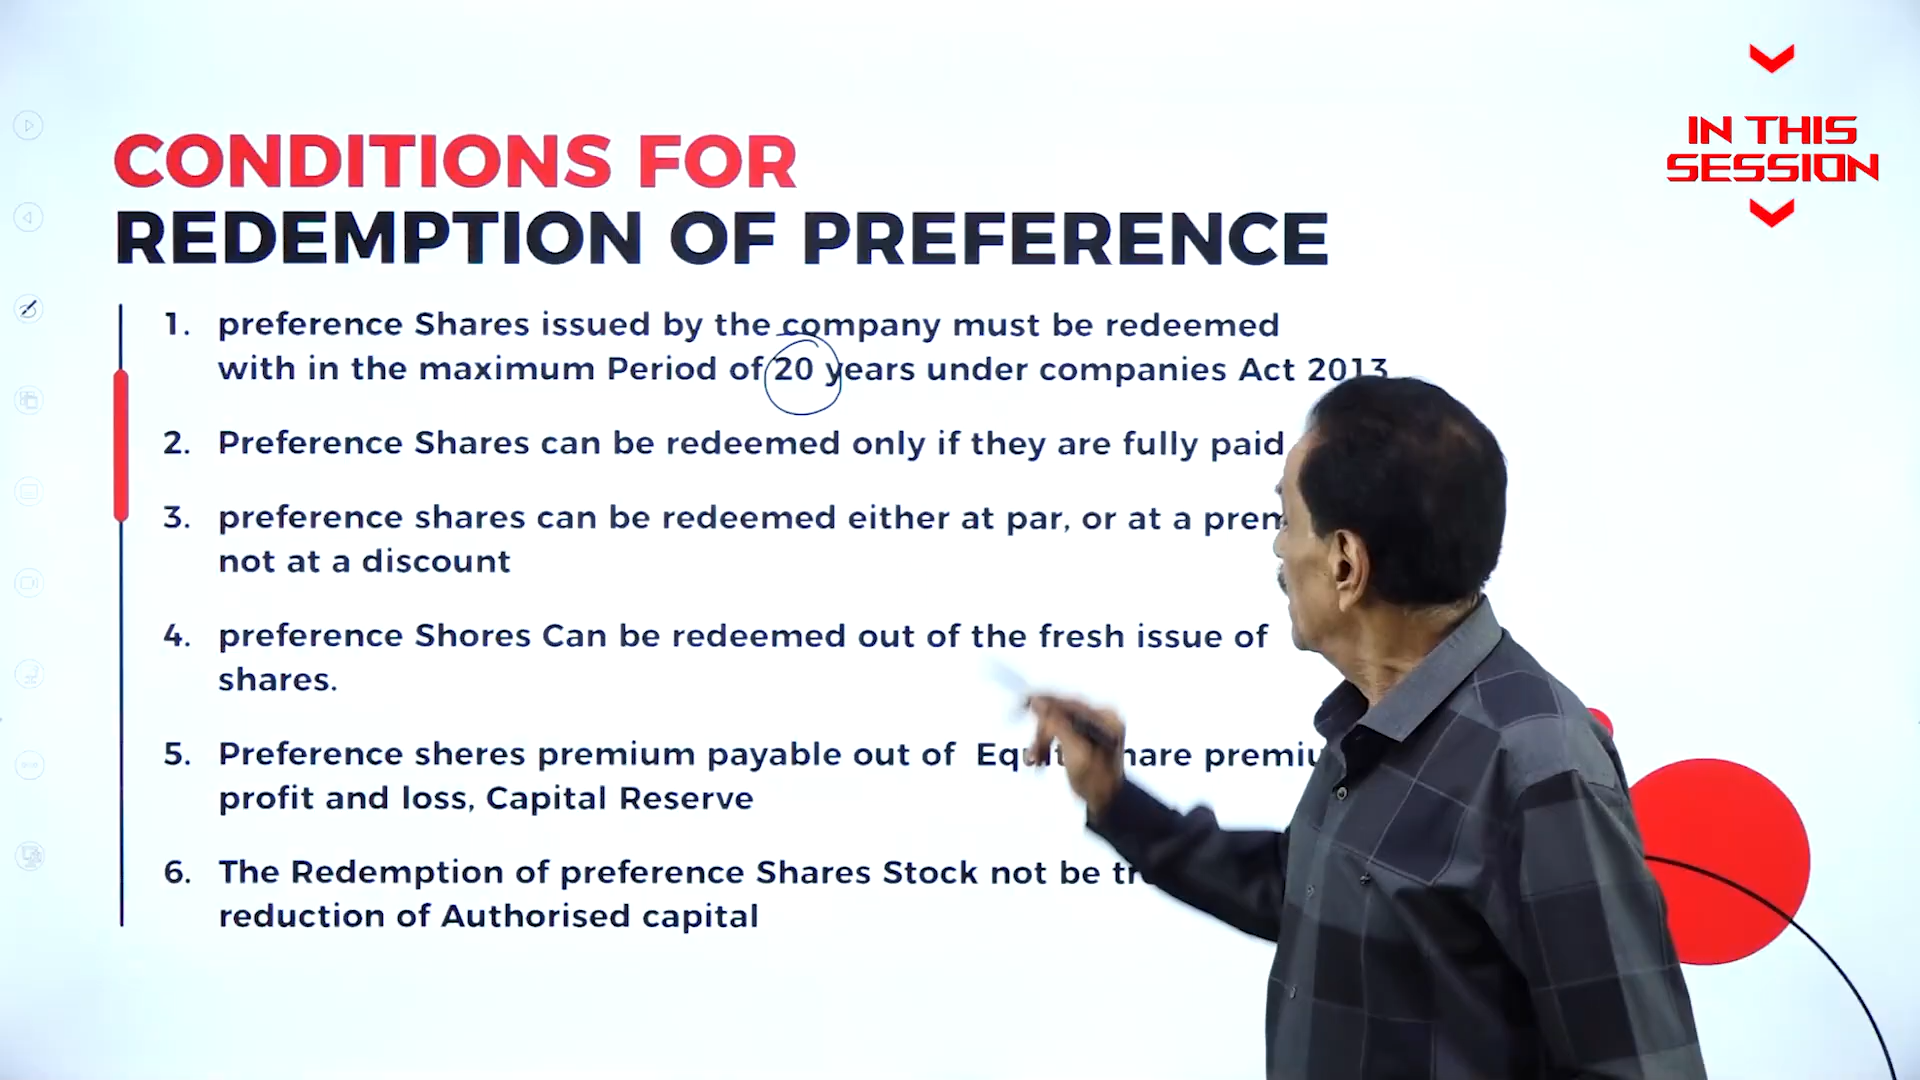 IN THIS
SESSION
CONDITIONS FOR
REDEMPTION OF PREFERENCE
1. preference Shares issued by the company must be redeemed
with in the maximum Period of 20 years under companies Act 2013
2. Preference Shares can be redeemed only if they are fully paid
3. preference shares can be redeemed either at par, or at a
not at a discount
4. preference Shores Can be redeemed out of the fresh issue of
shares.
5. Preference sheres premium payable out of
profit and loss, Capital Reserve
6. The Redemption of preference Shares Stock not be
reduction of Authorised capital